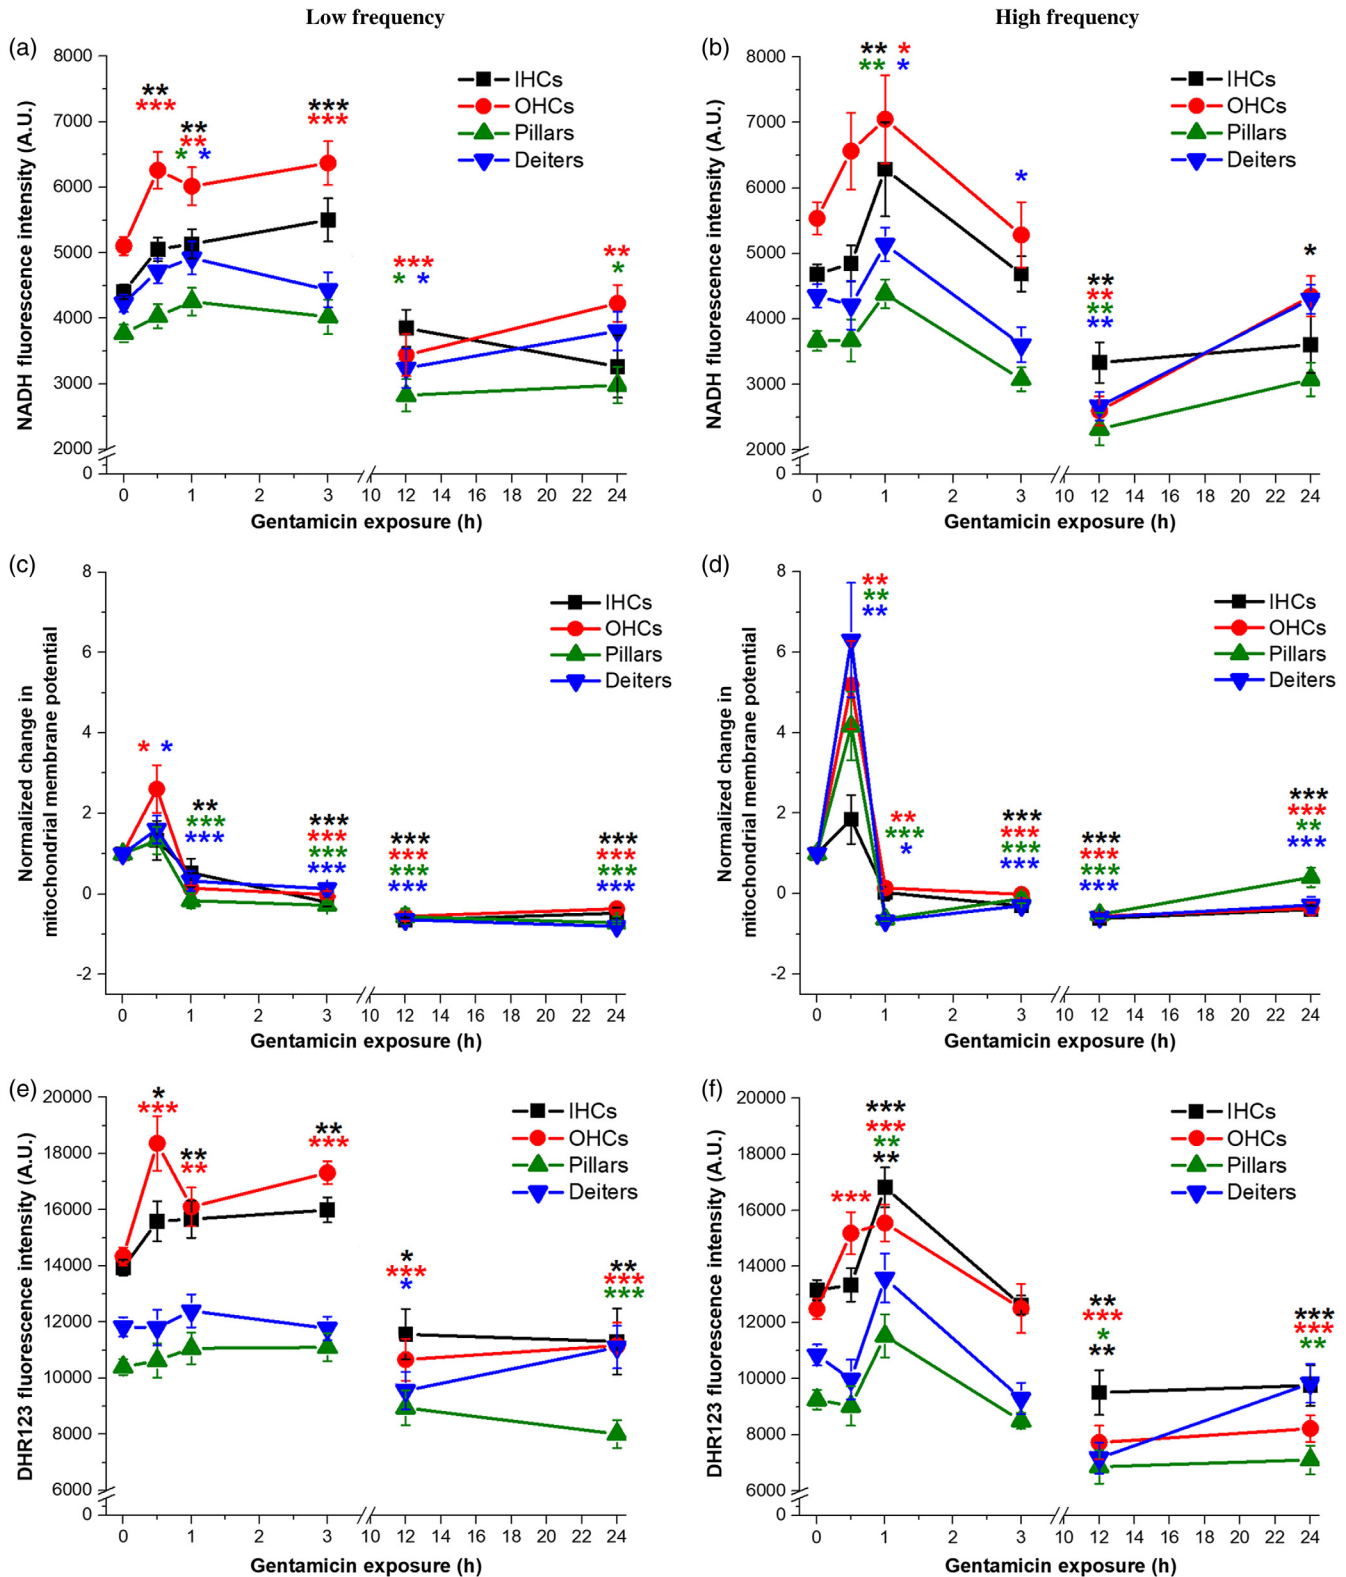 Low frequency
High frequency
(a)
8000
7000
6000
5000
4000
3000
2000
0
NADH fluorescence intensity (A.U.)
** 
***
**
**
* *
***
***
***
* *
**
*
IHCs
OHCs
Pillars
Deiters
0 1 2 3 10 12 14 16 18 20 22 24
Gentamicin exposure (h)
(b)
8000
7000
6000
5000
4000
3000
2000
0
NADH fluorescence intensity (A.U.)
** *
** *
*
**
**
**
**
*
IHCs
OHCs
Pillars
Deiters
0 1 2 3 10 12 14 16 18 20 22 24
Gentamicin exposure (h)
(c)
8
6
4
2
0
-2
Normalized change in
mitochondrial membrane potential
* *
**
***
***
***
***
***
***
***
***
***
***
***
***
***
***
IHCs
OHCs
Pillars
Deiters
0 1 2 3 10 12 14 16 18 20 22 24
Gentamicin exposure (h)
(d)
8
6
4
2
0
-2
Normalized change in
mitochondrial membrane potential
**
**
**
**
***
*
***
***
***
***
***
***
***
***
***
***
**
***
IHCs
OHCs
Pillars
Deiters
0 1 2 3 10 12 14 16 18 20 22 24
Gentamicin exposure (h)
(e)
20000
18000
16000
14000
12000
10000
8000
6000
0
DHR123 fluorescence intensity (A.U.)
*
***
**
**
**
***
*
***
*
**
***
***
IHCs
OHCs
Pillars
Deiters
0 1 2 3 10 12 14 16 18 20 22 24
Gentamicin exposure (h)
(f)
20000
18000
16000
14000
12000
10000
8000
6000
0
DHR123 fluorescence intensity (A.U.)
***
***
***
**
**
**
***
*
**
***
***
**
IHCs
OHCs
Pillars
Deiters
0 1 2 3 10 12 14 16 18 20 22 24
Gentamicin exposure (h)